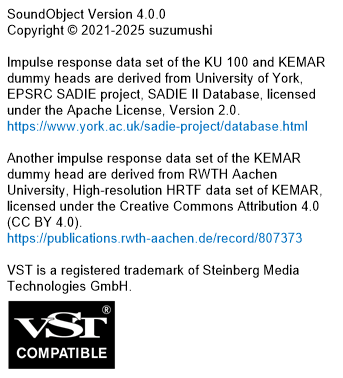 SoundObject Version 4.0.0
Copyright © 2021-2025 suzumushi
Impulse response data set of the KU 100 and KEMAR
dummy heads are derived from University of York,
EPSRC SADIE project, SADIE II Database, licensed
under the Apache License, Version 2.0.
https://www.york.ac.uk/sadie-project/database.html
Another impulse response data set of the KEMAR
dummy head are derived from RWTH Aachen
University, High-resolution HRTF data set of KEMAR,
licensed under the Creative Commons Attribution 4.0
(CC BY 4.0).
https://publications.rwth-aachen.de/record/807373
VST is a registered trademark of Steinberg Media
Technologies GmbH.
VST®
COMPATIBLE